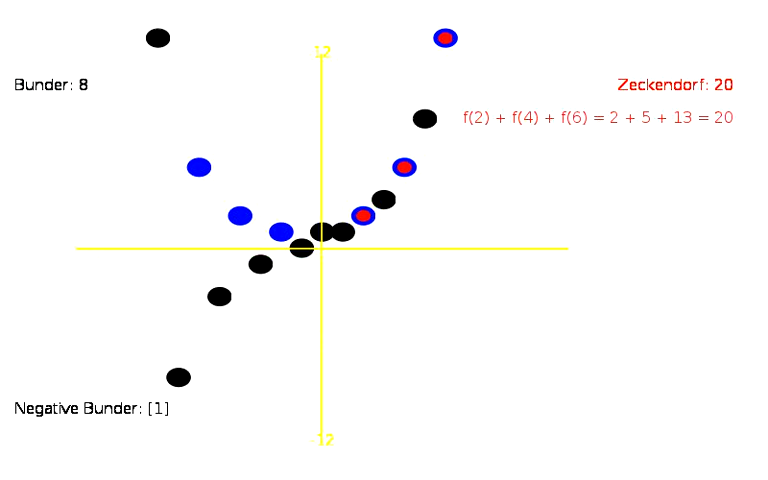 12
Bunder: 8
Zeckendorf: 20
f(2) + f(4) + f(6) = 2 + 5 + 13 = 20
Negative Bunder: [1]
-12